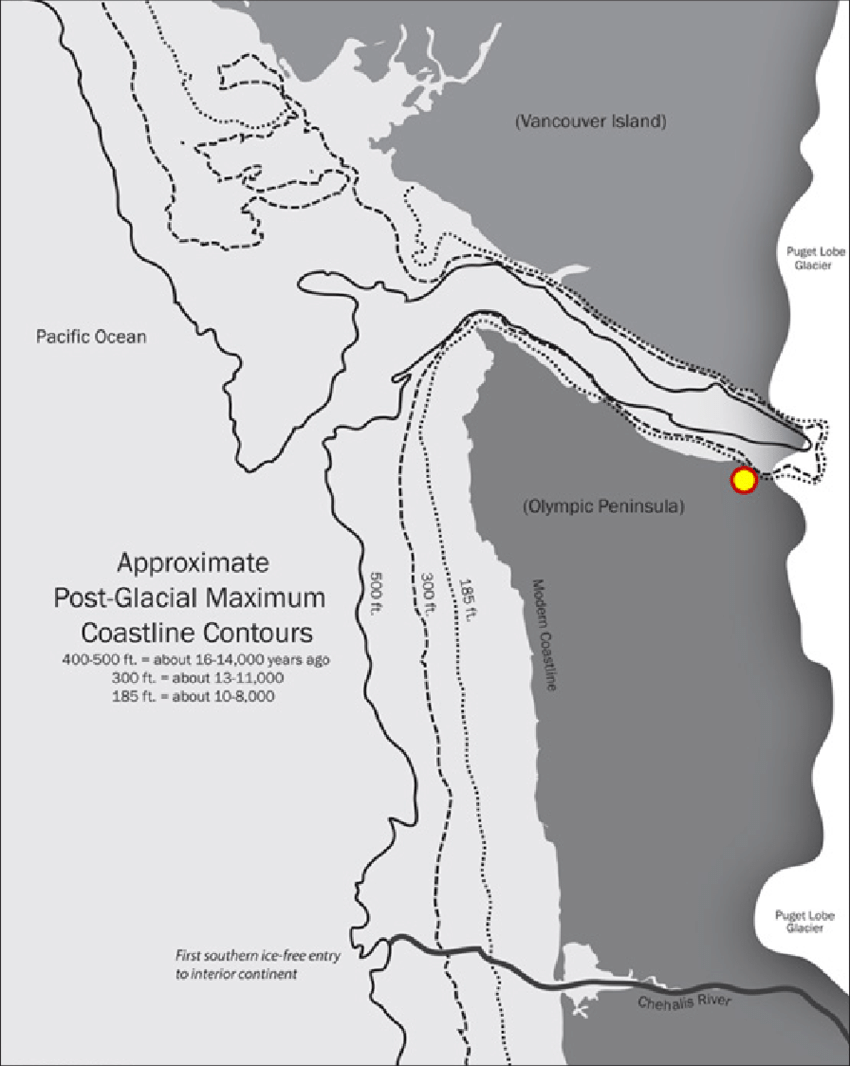 (Vancouver Island)
Puget Lobe
Glacier
Pacific Ocean
(Olympic Peninsula)
Approximate
Post-Glacial Maximum
Coastline Contours
400-500 ft. = about 16-14,000 years ago
300 ft. = about 13-11,000
185 ft. = about 10-8,000
500 ft.
300 ft.
185 ft.
Modern Coastline
Puget Lobe
Glacier
First southern ice-free entry
to interior continent
Chehalis River